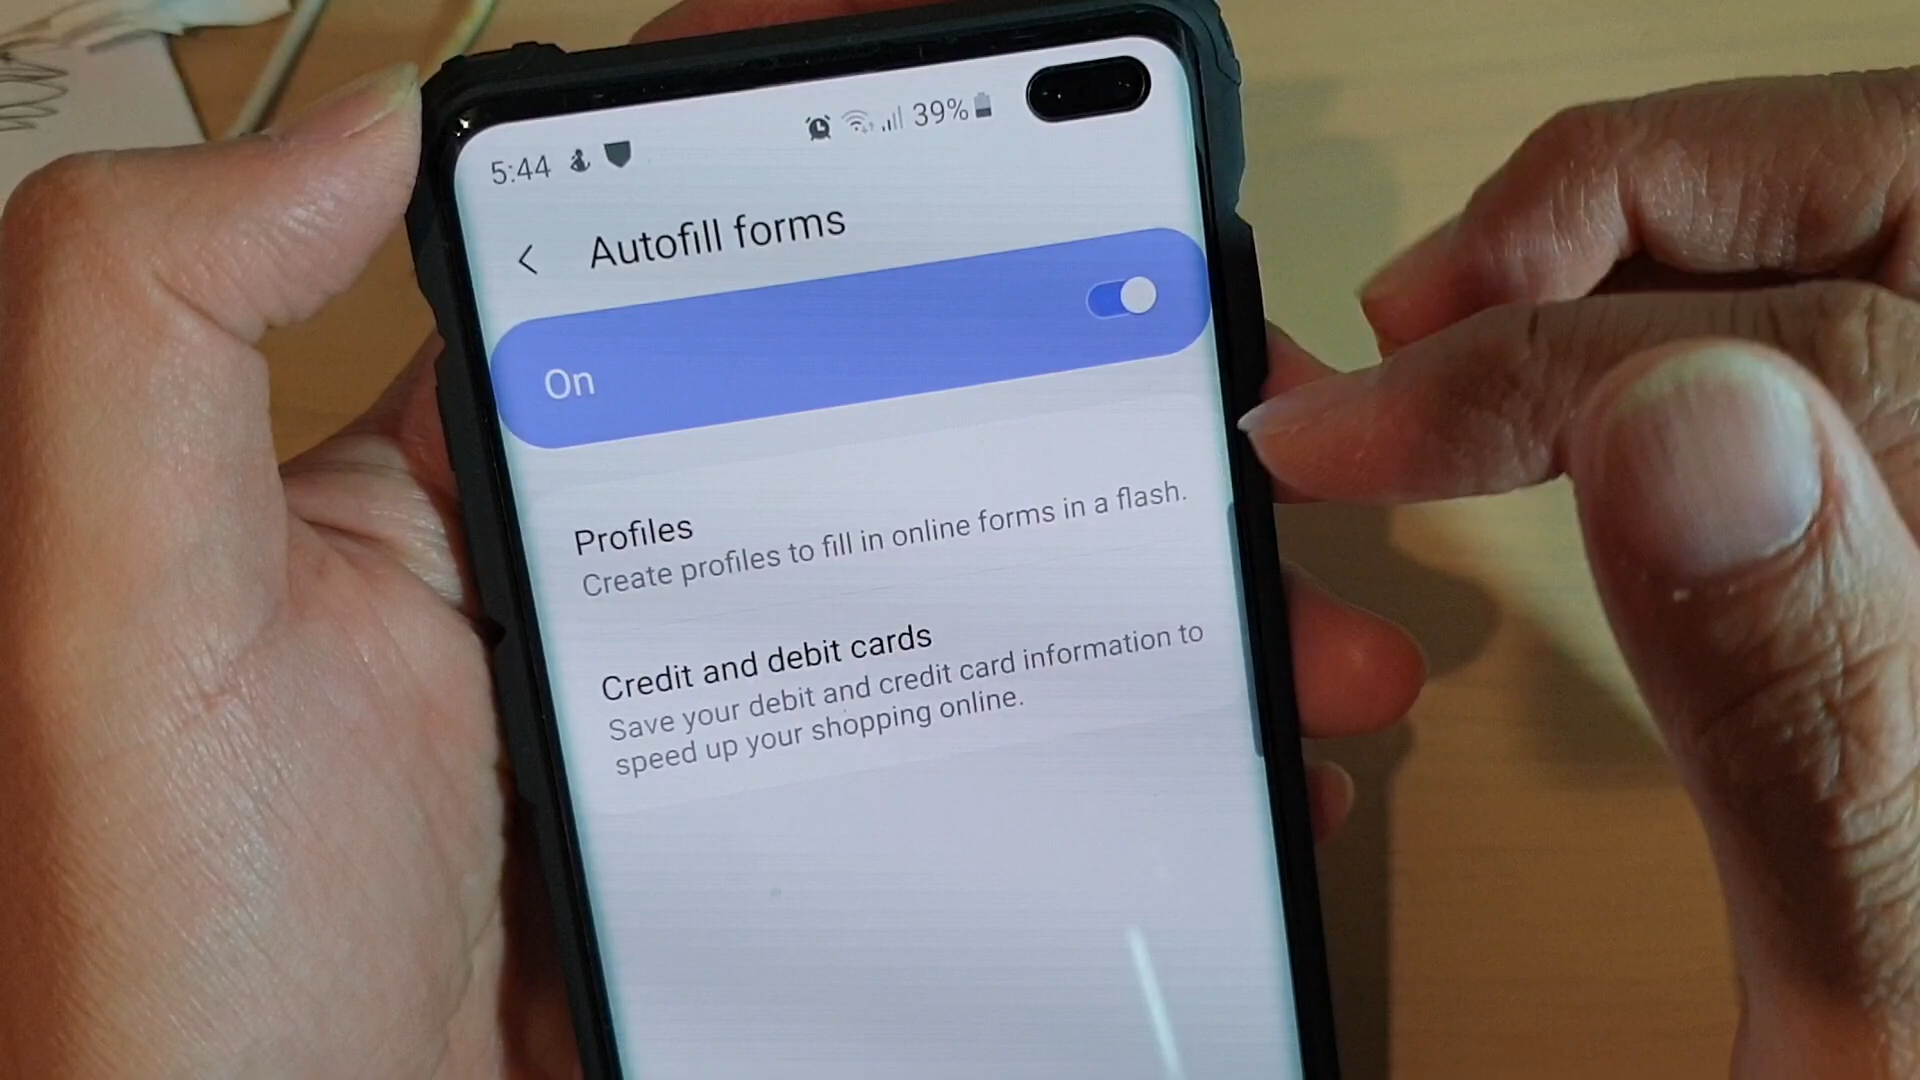 5:44 39%
Autofill forms
On
Profiles
Create profiles to fill in online forms in a flash.
Credit and debit cards
Save your debit and credit card information to
speed up your shopping online.